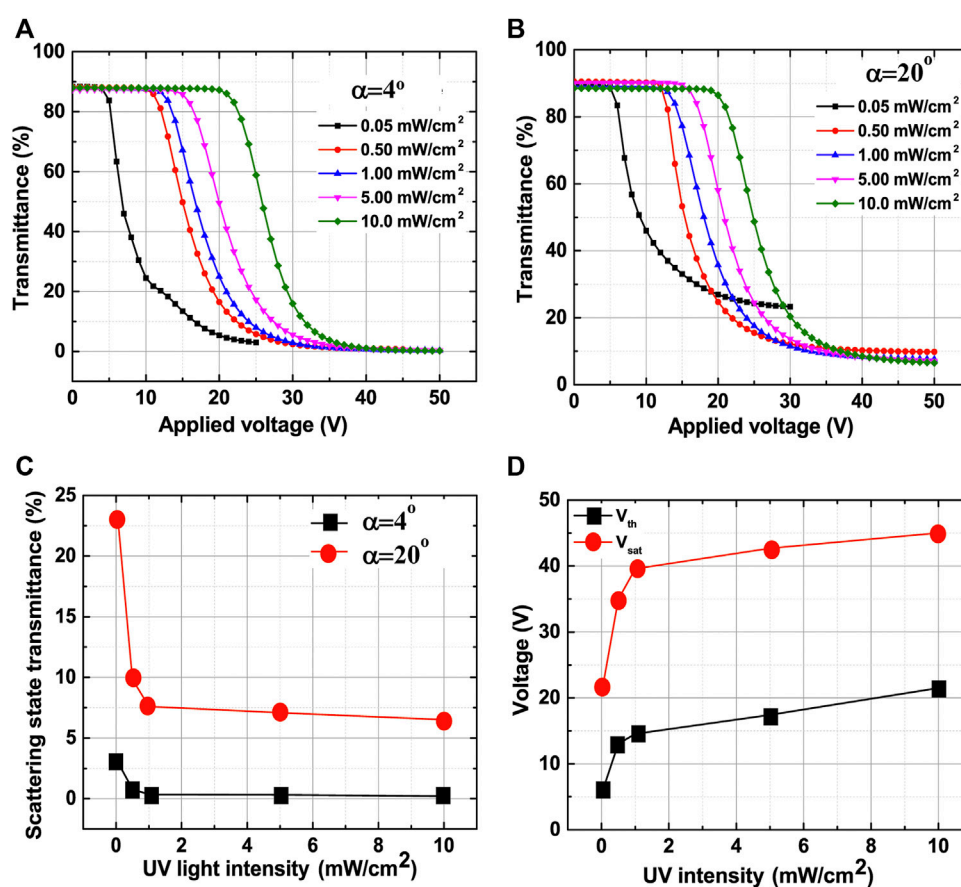 A
100
80
60
40
20
0
Transmittance (%)
α=4°
0.05 mW/cm²
0.50 mW/cm²
1.00 mW/cm²
5.00 mW/cm²
10.0 mW/cm²
0 10 20 30 40 50
Applied voltage (V)
B
100
80
60
40
20
0
Transmittance (%)
α=20°
0.05 mW/cm²
0.50 mW/cm²
1.00 mW/cm²
5.00 mW/cm²
10.0 mW/cm²
0 10 20 30 40 50
Applied voltage (V)
C
25
22
20
15
10
5
0
Scattering state transmittance (%)
α=4°
α=20°
0 2 4 6 8 10
UV light intensity (mW/cm²)
D
50
40
30
20
10
0
Voltage (V)
Vth
Vsat
0 2 4 6 8 10
UV intensity (mW/cm²)